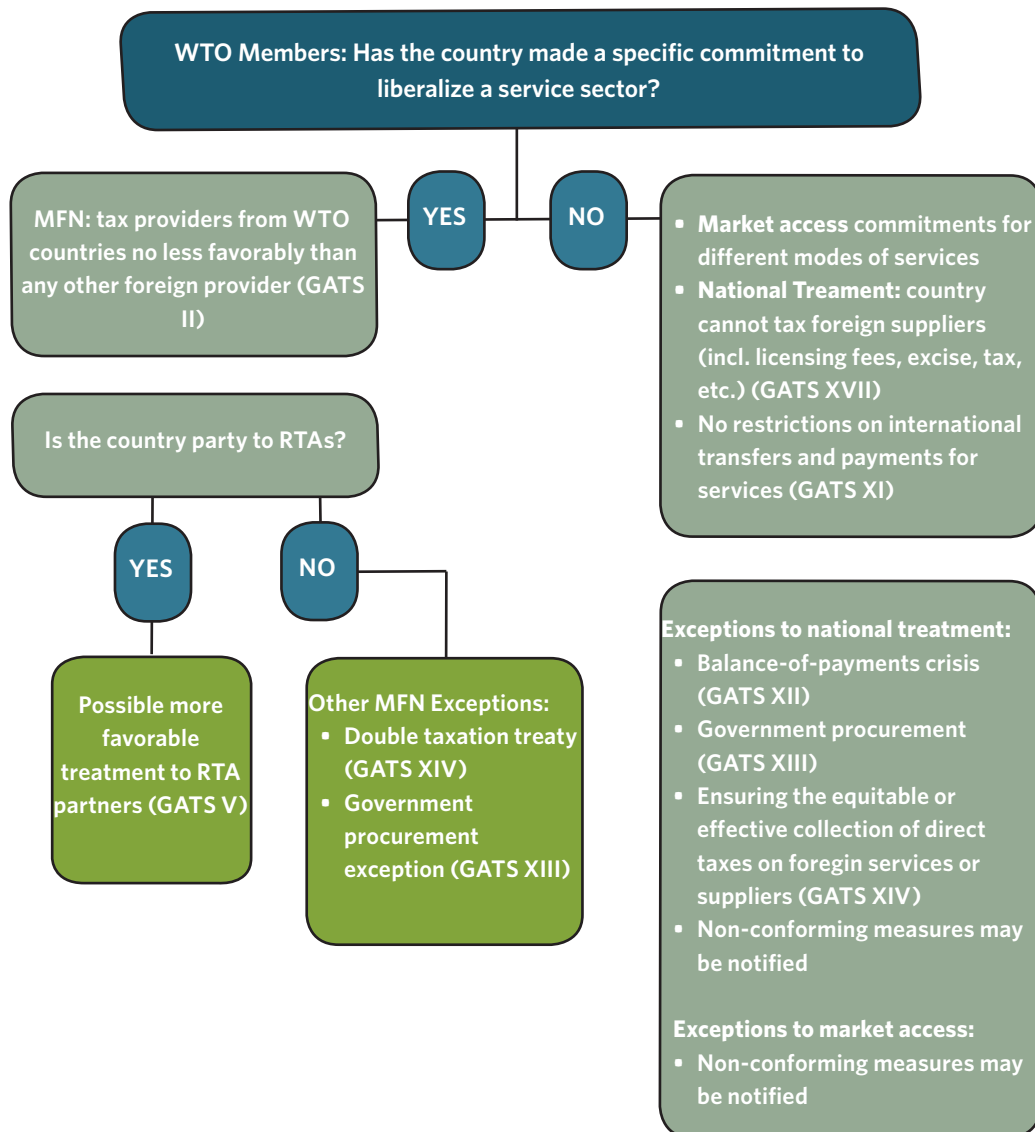 WTO Members: Has the country made a specific commitment to
liberalize a service sector?
YES
NO
MFN: tax providers from WTO
countries no less favorably than
any other foreign provider (GATS
II)
• Market access commitments for
different modes of services
• National Treament: country
cannot tax foreign suppliers
(incl. licensing fees, excise, tax,
etc.) (GATS XVII)
• No restrictions on international
transfers and payments for
services (GATS XI)
Is the country party to RTAs?
YES
NO
Possible more
favorable
treatment to RTA
partners (GATS V)
Other MFN Exceptions:
• Double taxation treaty
(GATS XIV)
• Government
procurement
exception (GATS XIII)
Exceptions to national treatment:
• Balance-of-payments crisis
(GATS XII)
• Government procurement
(GATS XIII)
• Ensuring the equitable or
effective collection of direct
taxes on foregin services or
suppliers (GATS XIV)
• Non-conforming measures may
be notified
Exceptions to market access:
• Non-conforming measures may
be notified